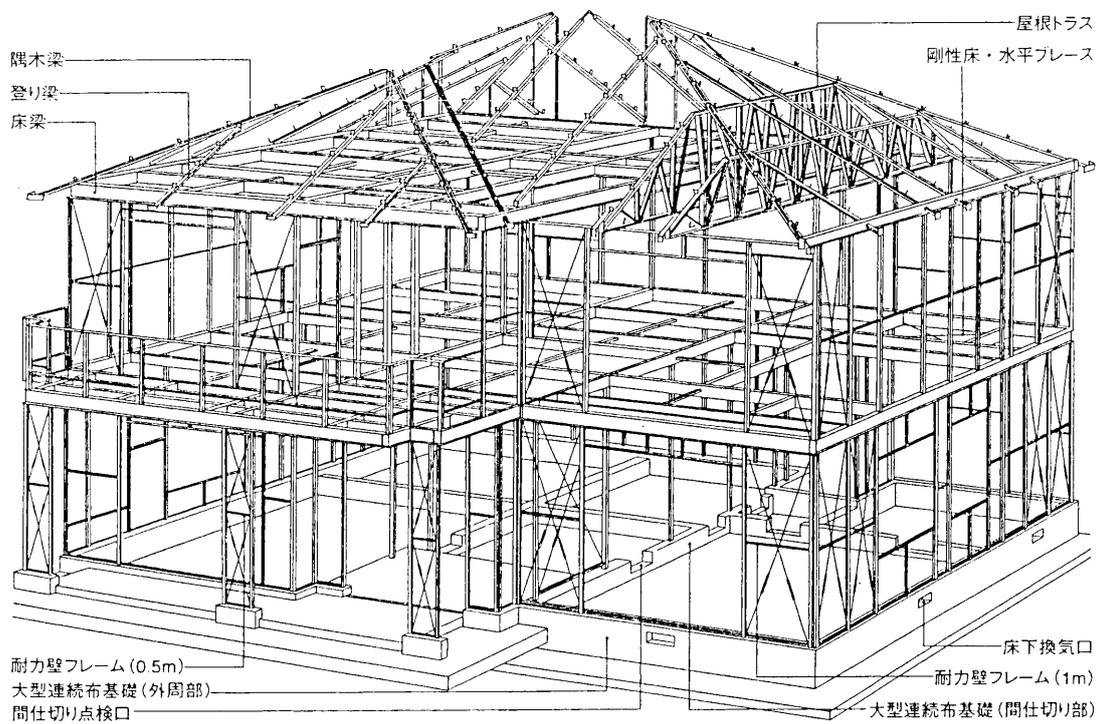 屋根トラス
剛性床・水平ブレース
隅木梁
登り梁
床梁
耐力壁フレーム(0.5m)
大型連続布基礎(外周部)
間仕切り点検口
床下換気口
耐力壁フレーム(1m)
大型連続布基礎(間仕切り部)